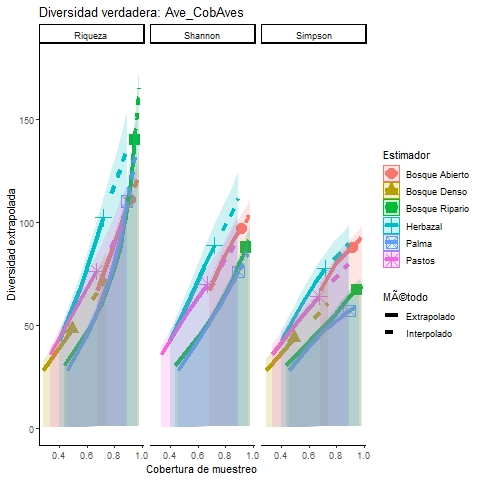 Diversidad verdadera: Ave_CobAves
Riqueza
Shannon
Simpson
150
100
50
0
Diversidad extrapolada
0.4 0.6 0.8 1.0
0.4 0.6 0.8 1.0
0.4 0.6 0.8 1.0
Cobertura de muestreo
Estimador
Bosque Abierto
Bosque Denso
Bosque Ripario
Herbazal
Palma
Pastos
MÃ©todo
Extrapolado
Interpolado